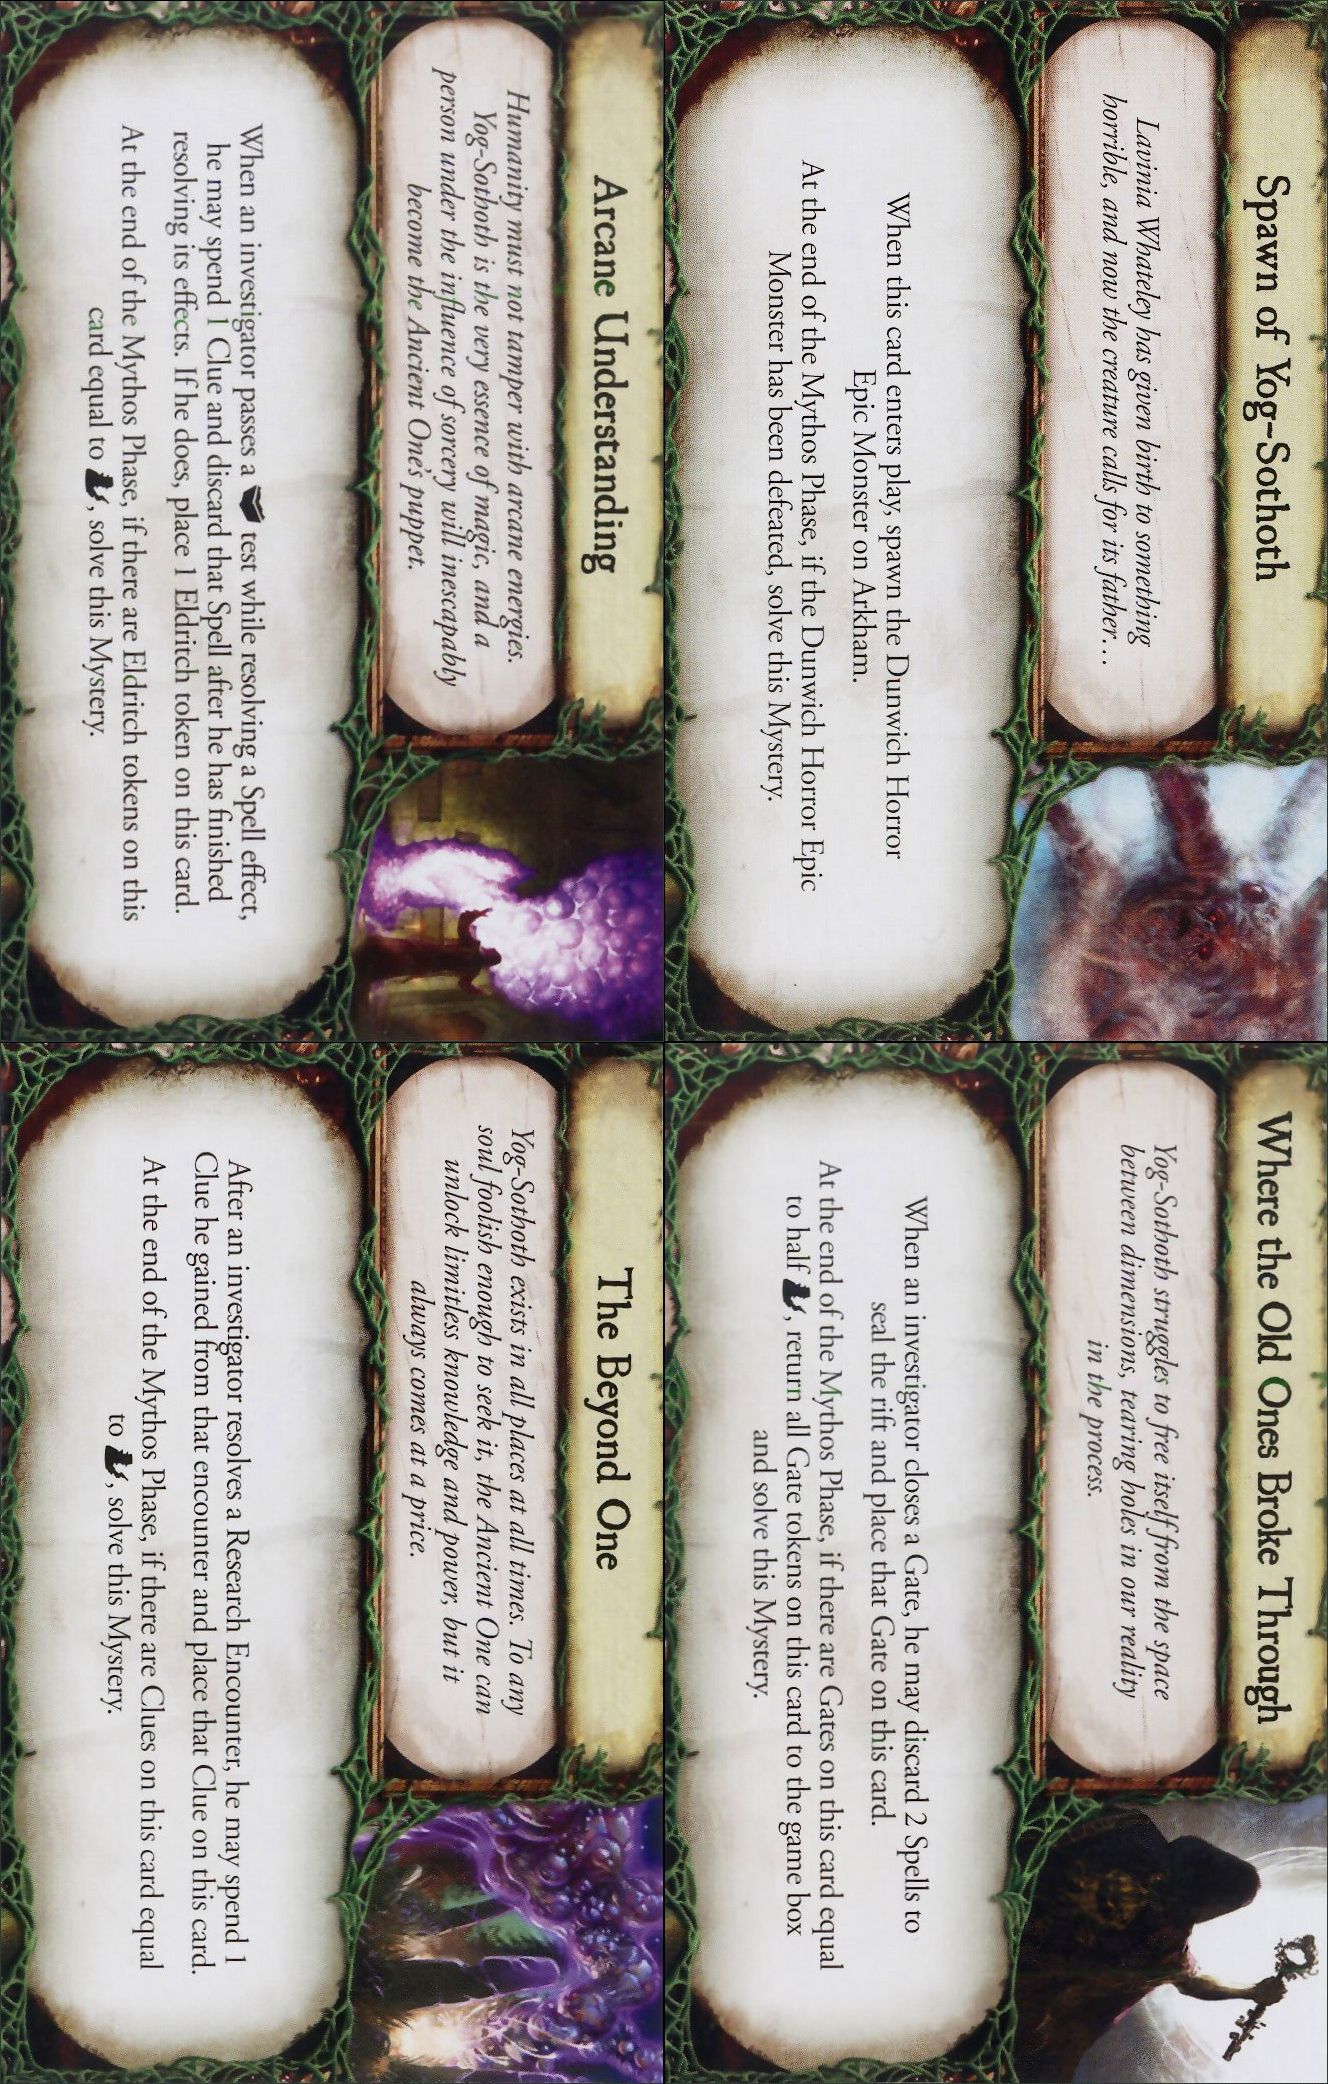 Spawn of Yog-Sothoth
Lavinia Whateley has given birth to something
horrible, and now the creature calls for its father…
When this card enters play, spawn the Dunwich Horror
Epic Monster on Arkham.
At the end of the Mythos Phase, if the Dunwich Horror Epic
Monster has been defeated, solve this Mystery.
Where the Old Ones Broke Through
Yog-Sothoth struggles to free itself from the space
between dimensions, tearing holes in our reality
in the process.
When an investigator closes a Gate, he may discard 2 Spells to
seal the rift and place that Gate on this card.
At the end of the Mythos Phase, if there are Gates on this card equal
to half , return all Gate tokens on this card to the game box
and solve this Mystery.
Arcane Understanding
Humanity must not tamper with arcane energies.
Yog-Sothoth is the very essence of magic, and a
person under the influence of sorcery will inescapably
become the Ancient One's puppet.
When an investigator passes a test while resolving a Spell effect,
he may spend 1 Clue and discard that Spell after he has finished
resolving its effects. If he does, place 1 Eldritch token on this card.
At the end of the Mythos Phase, if there are Eldritch tokens on this
card equal to , solve this Mystery.
The Beyond One
Yog-Sothoth exists in all places at all times. To any
soul foolish enough to seek it, the Ancient One can
unlock limitless knowledge and power, but it
always comes at a price.
After an investigator resolves a Research Encounter, he may spend 1
Clue he gained from that encounter and place that Clue on this card.
At the end of the Mythos Phase, if there are Clues on this card equal
to , solve this Mystery.